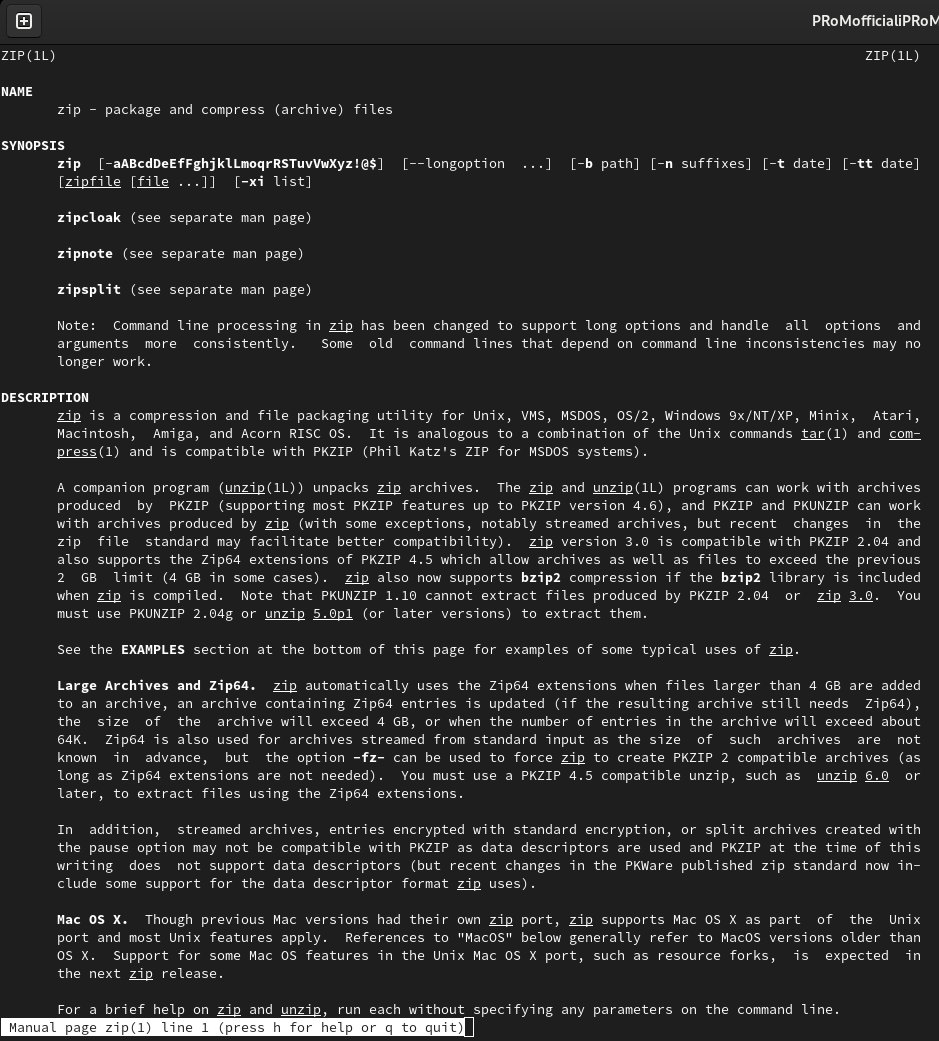 PRoMofficialiPRoM
ZIP(1L) ZIP(1L)
NAME
zip - package and compress (archive) files
SYNOPSIS
zip [-aABcdDeEfFghjklLmoqrRSTuvVwXyz!@$] [--longoption ...] [-b path] [-n suffixes] [-t date] [-tt date]
[zipfile [file ...]] [-xi list]
zipcloak (see separate man page)
zipnote (see separate man page)
zipsplit (see separate man page)
Note: Command line processing in zip has been changed to support long options and handle all options and
arguments more consistently. Some old command lines that depend on command line inconsistencies may no
longer work.
DESCRIPTION
zip is a compression and file packaging utility for Unix, VMS, MSDOS, OS/2, Windows 9x/NT/XP, Minix, Atari,
Macintosh, Amiga, and Acorn RISC OS. It is analogous to a combination of the Unix commands tar(1) and com-
press(1) and is compatible with PKZIP (Phil Katz's ZIP for MSDOS systems).
A companion program (unzip(1L)) unpacks zip archives. The zip and unzip(1L) programs can work with archives
produced by PKZIP (supporting most PKZIP features up to PKZIP version 4.6), and PKZIP and PKUNZIP can work
with archives produced by zip (with some exceptions, notably streamed archives, but recent changes in the
zip file standard may facilitate better compatibility). zip version 3.0 is compatible with PKZIP 2.04 and
also supports the Zip64 extensions of PKZIP 4.5 which allow archives as well as files to exceed the previous
2 GB limit (4 GB in some cases). zip also now supports bzip2 compression if the bzip2 library is included
when zip is compiled. Note that PKUNZIP 1.10 cannot extract files produced by PKZIP 2.04 or zip 3.0. You
must use PKUNZIP 2.04g or unzip 5.0p1 (or later versions) to extract them.
See the EXAMPLES section at the bottom of this page for examples of some typical uses of zip.
Large Archives and Zip64. zip automatically uses the Zip64 extensions when files larger than 4 GB are added
to an archive, an archive containing Zip64 entries is updated (if the resulting archive still needs Zip64),
the size of the archive will exceed 4 GB, or when the number of entries in the archive will exceed about
64K. Zip64 is also used for archives streamed from standard input as the size of such archives are not
known in advance, but the option -fz- can be used to force zip to create PKZIP 2 compatible archives (as
long as Zip64 extensions are not needed). You must use a PKZIP 4.5 compatible unzip, such as unzip 6.0 or
later, to extract files using the Zip64 extensions.
In addition, streamed archives, entries encrypted with standard encryption, or split archives created with
the pause option may not be compatible with PKZIP as data descriptors are used and PKZIP at the time of this
writing does not support data descriptors (but recent changes in the PKWare published zip standard now in-
clude some support for the data descriptor format zip uses).
Mac OS X. Though previous Mac versions had their own zip port, zip supports Mac OS X as part of the Unix
port and most Unix features apply. References to "MacOS" below generally refer to MacOS versions older than
OS X. Support for some Mac OS features in the Unix Mac OS X port, such as resource forks, is expected in
the next zip release.
For a brief help on zip and unzip, run each without specifying any parameters on the command line.
Manual page zip(1) line 1 (press h for help or q to quit)